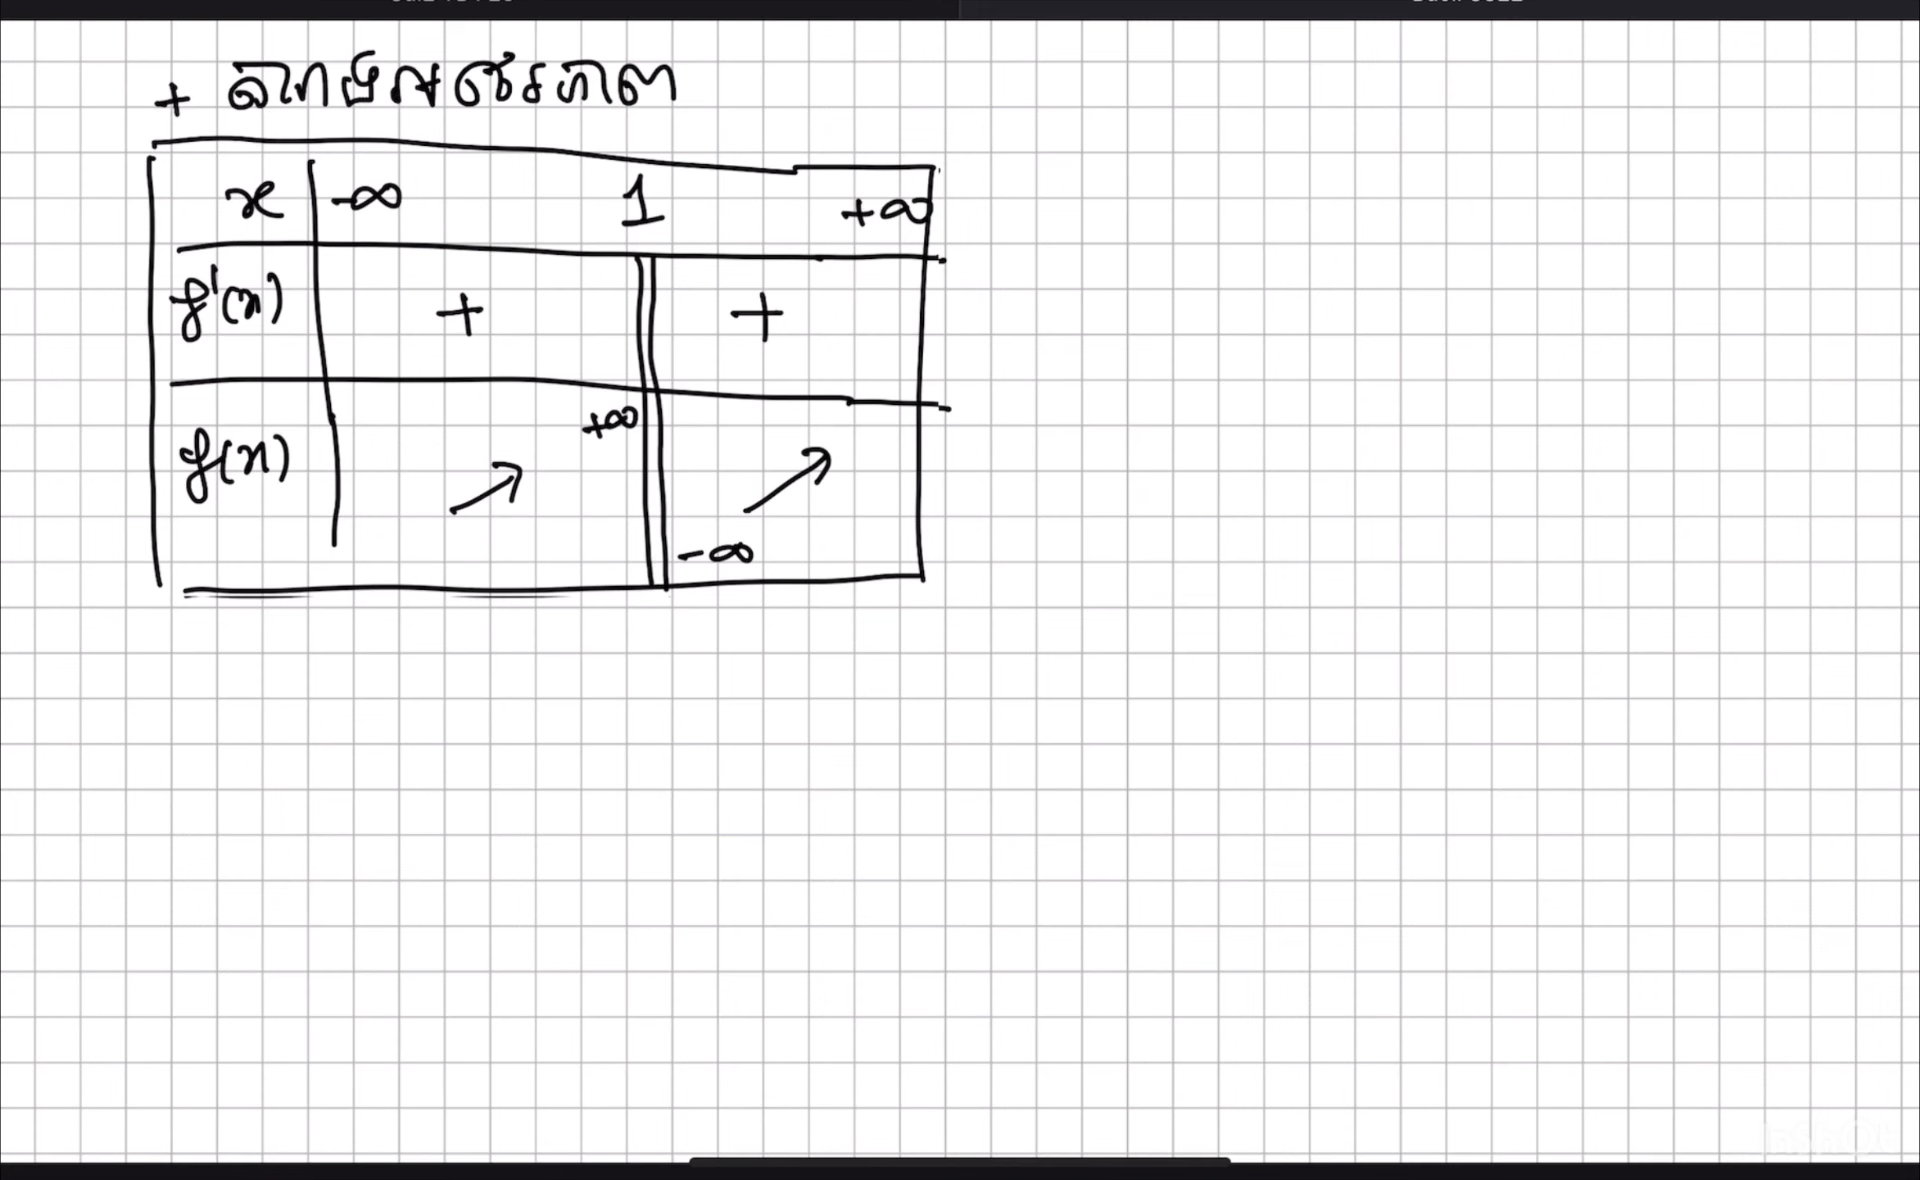 + តារាងអថេរភាព
x -∞ 1 +∞
f'(x) + +
f(x) +∞
-∞